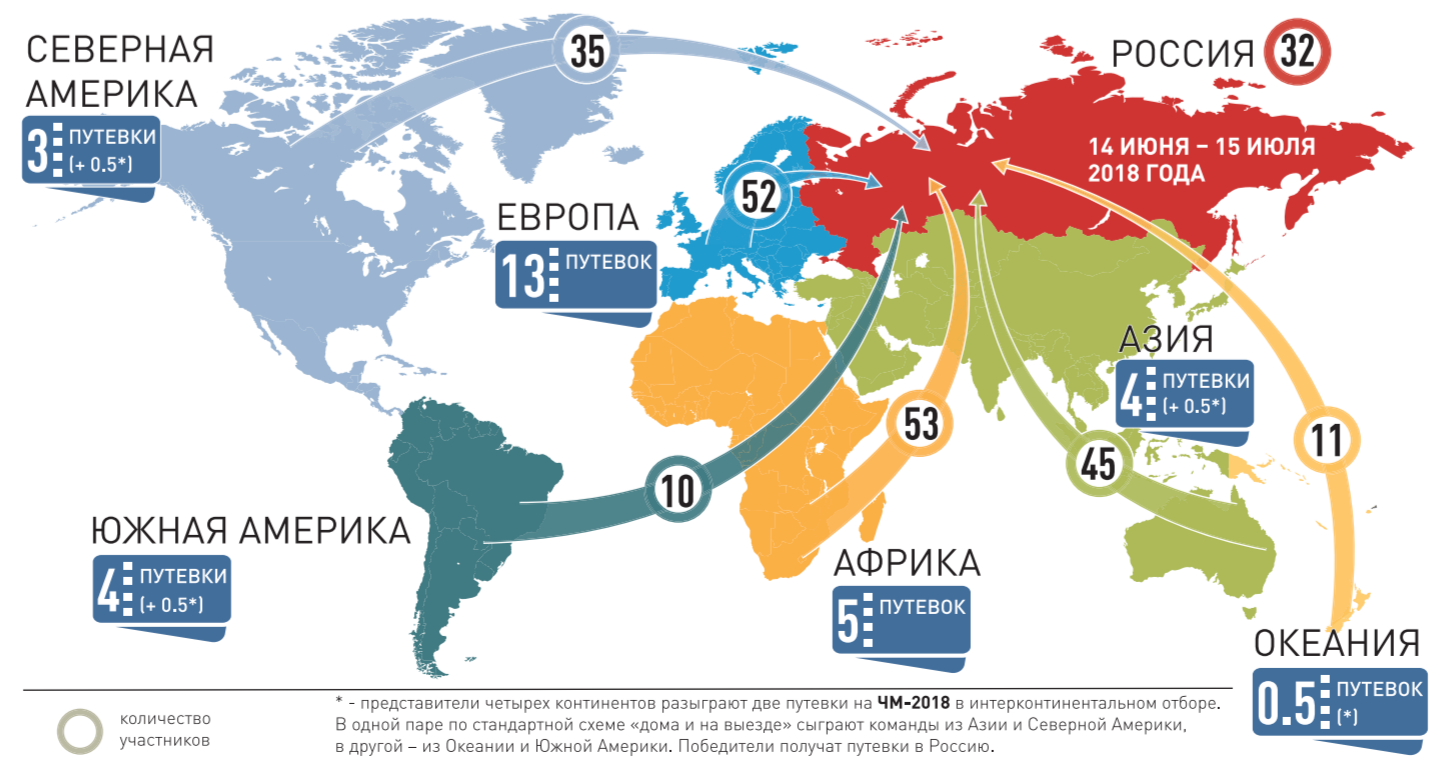 СЕВЕРНАЯ
АМЕРИКА
3 ПУТЕВКИ
(+ 0.5*)
35
РОССИЯ 32
14 ИЮНЯ – 15 ИЮЛЯ
2018 ГОДА
52
ЕВРОПА
13 ПУТЕВОК
АЗИЯ
4 ПУТЕВКИ
(+ 0.5*)
53
11
45
10
ЮЖНАЯ АМЕРИКА
4 ПУТЕВКИ
(+ 0.5*)
АФРИКА
5 ПУТЕВОК
ОКЕАНИЯ
0.5 ПУТЕВОК
(*)
количество
участников
* - представители четырех континентов разыграют две путевки на ЧМ-2018 в интерконтинентальном отборе.
В одной паре по стандартной схеме «дома и на выезде» сыграют команды из Азии и Северной Америки,
в другой – из Океании и Южной Америки. Победители получат путевки в Россию.